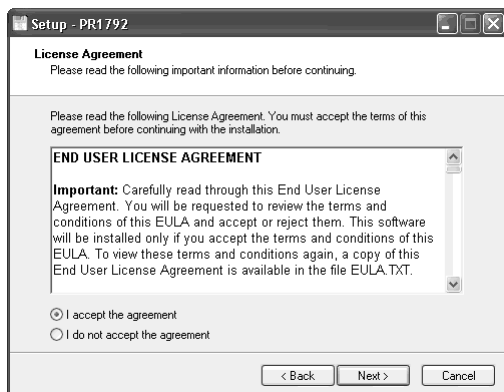 Setup - PR1792
License Agreement
Please read the following important information before continuing.
Please read the following License Agreement. You must accept the terms of this
agreement before continuing with the installation.
END USER LICENSE AGREEMENT
Important: Carefully read through this End User License
Agreement. You will be requested to review the terms and
conditions of this EULA and accept or reject them. This software
will be installed only if you accept the terms and conditions of this
EULA. To view these terms and conditions again, a copy of this
End User License Agreement is available in the file EULA.TXT.
I accept the agreement
I do not accept the agreement
< Back Next > Cancel